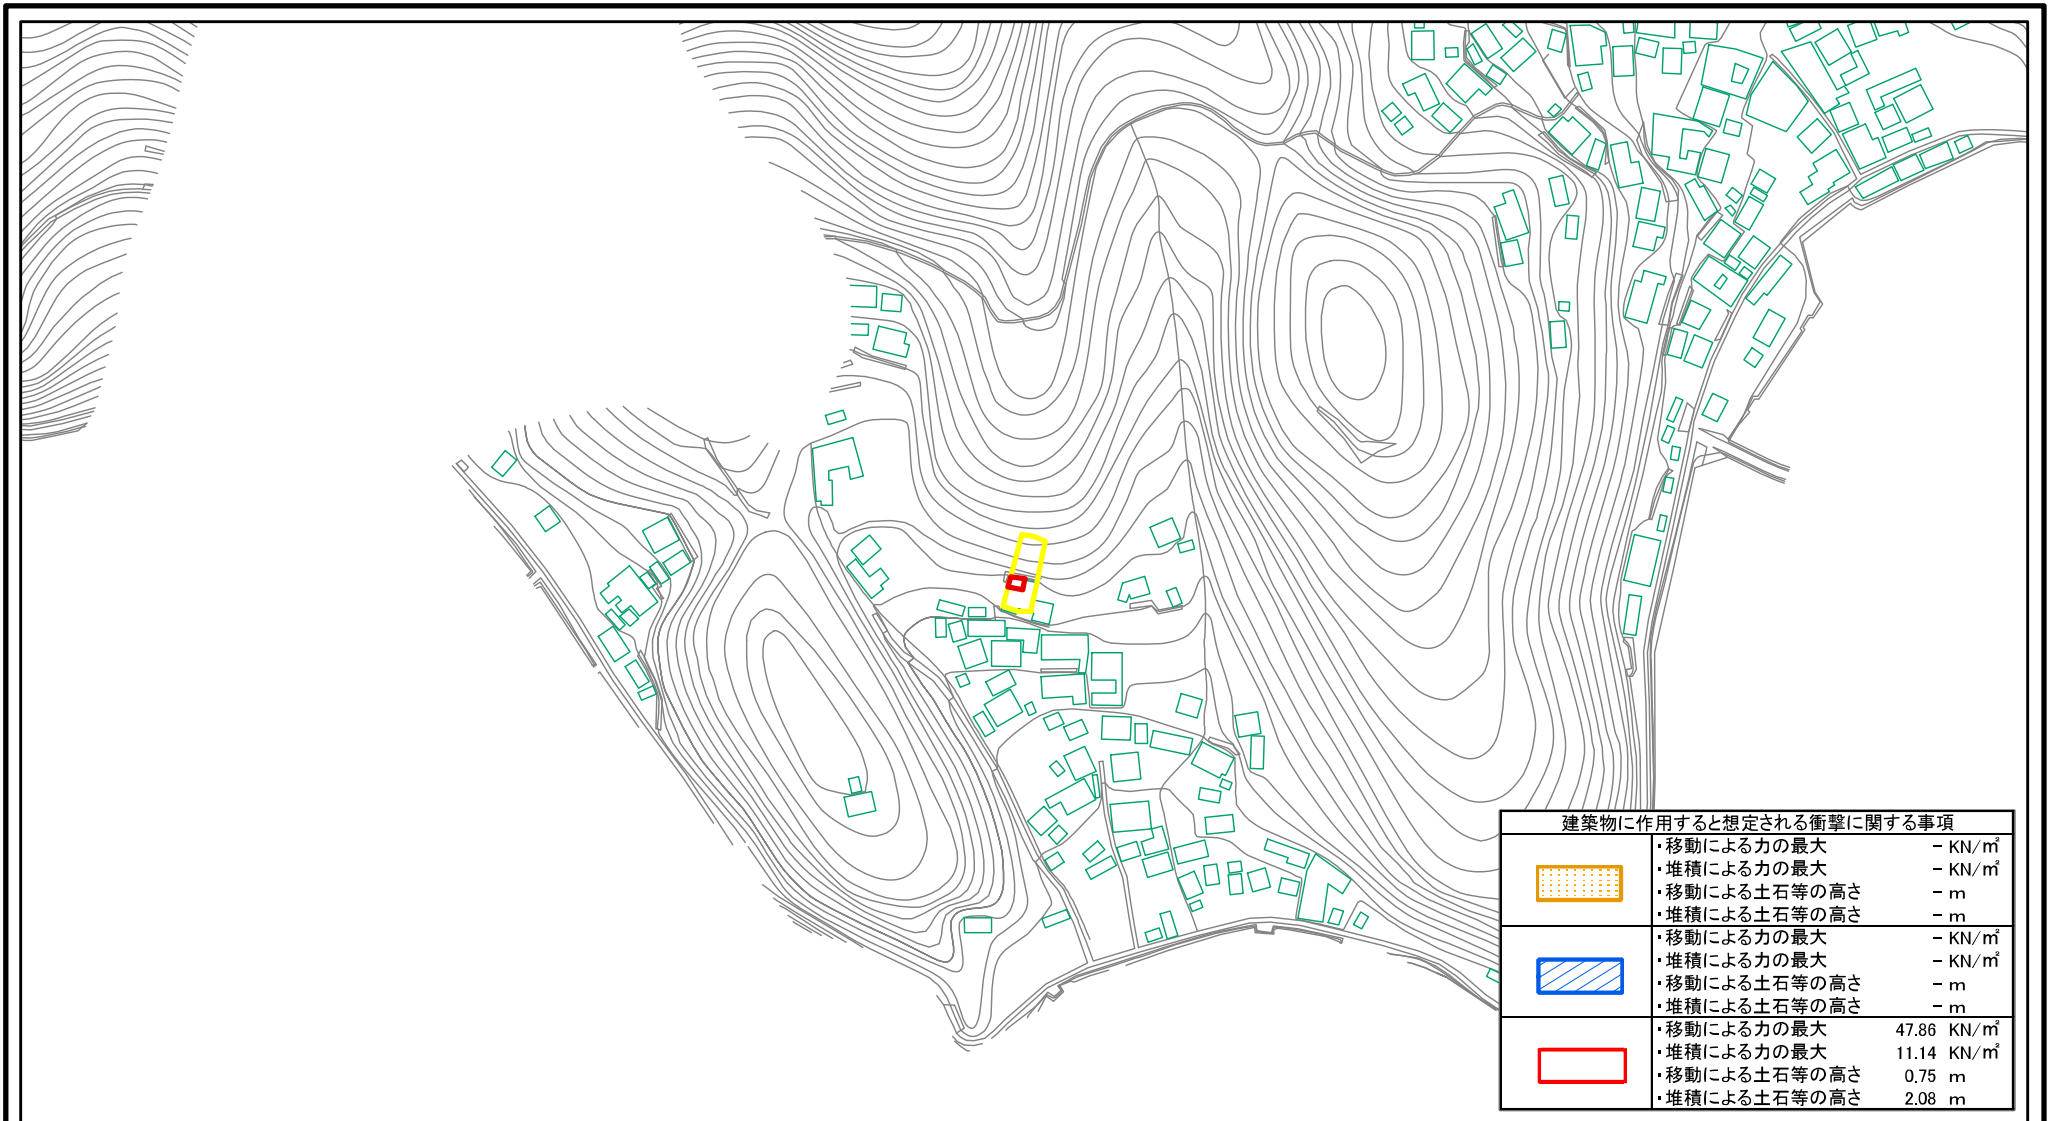 建築物に作用すると想定される衝撃に関する事項
・移動による力の最大 － KN/㎡
・堆積による力の最大 － KN/㎡
・移動による土石等の高さ － m
・堆積による土石等の高さ － m
・移動による力の最大 － KN/㎡
・堆積による力の最大 － KN/㎡
・移動による土石等の高さ － m
・堆積による土石等の高さ － m
・移動による力の最大 47.86 KN/㎡
・堆積による力の最大 11.14 KN/㎡
・移動による土石等の高さ 0.75 m
・堆積による土石等の高さ 2.08 m